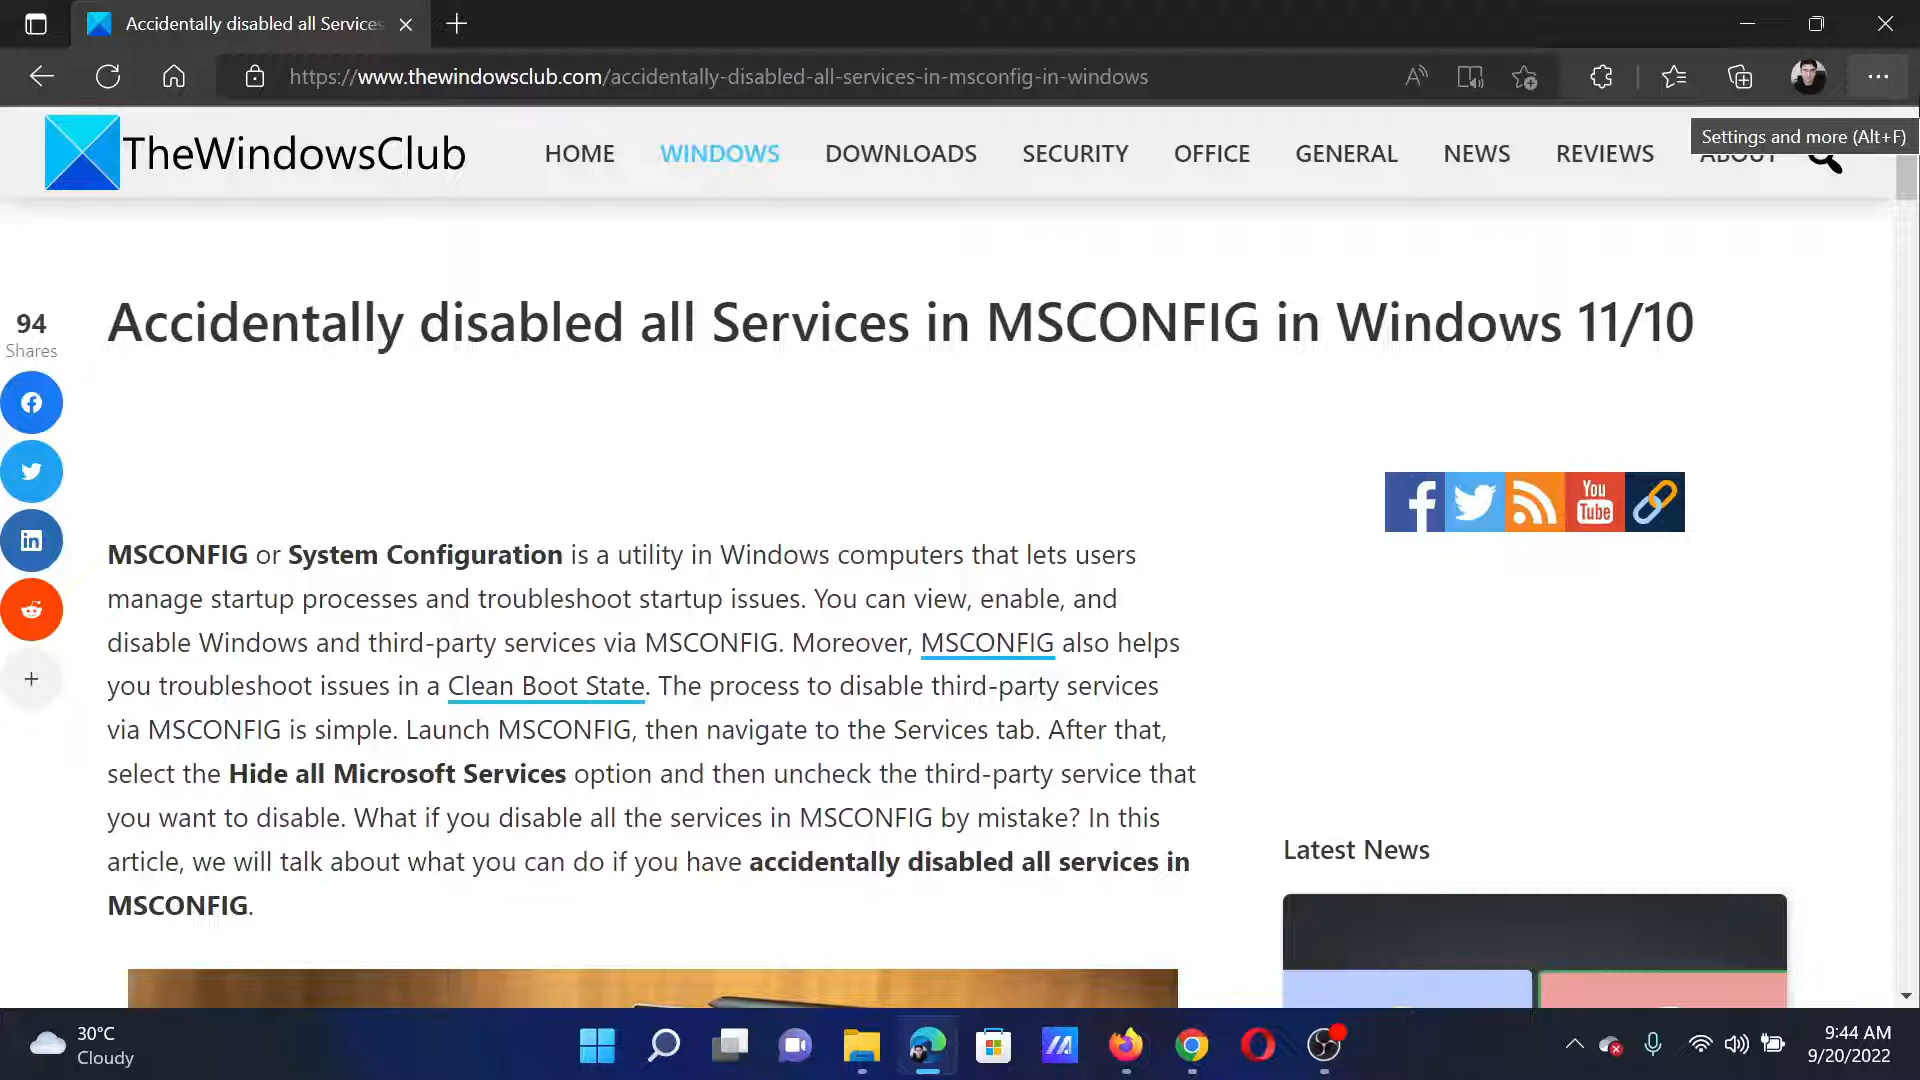 Accidentally disabled all Services
https://www.thewindowsclub.com/accidentally-disabled-all-services-in-msconfig-in-windows
Settings and more (Alt+F)
TheWindowsClub
HOME
WINDOWS
DOWNLOADS
SECURITY
OFFICE
GENERAL
NEWS
REVIEWS
ABOUT
94
Shares
Accidentally disabled all Services in MSCONFIG in Windows 11/10
You
Tube
MSCONFIG or System Configuration is a utility in Windows computers that lets users
manage startup processes and troubleshoot startup issues. You can view, enable, and
disable Windows and third-party services via MSCONFIG. Moreover, MSCONFIG also helps
you troubleshoot issues in a Clean Boot State. The process to disable third-party services
via MSCONFIG is simple. Launch MSCONFIG, then navigate to the Services tab. After that,
select the Hide all Microsoft Services option and then uncheck the third-party service that
you want to disable. What if you disable all the services in MSCONFIG by mistake? In this
article, we will talk about what you can do if you have accidentally disabled all services in
MSCONFIG.
Latest News
30°C
Cloudy
9:44 AM
9/20/2022